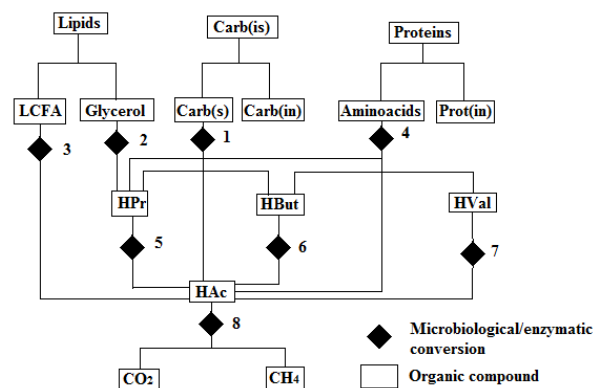 Lipids
Carb(is)
Proteins
LCFA
Glycerol
Carb(s)
Carb(in)
Aminoacids
Prot(in)
3
2
1
4
HPr
HBut
HVal
5
6
7
HAc
8
CO2
CH4
Microbiological/enzymatic
conversion
Organic compound